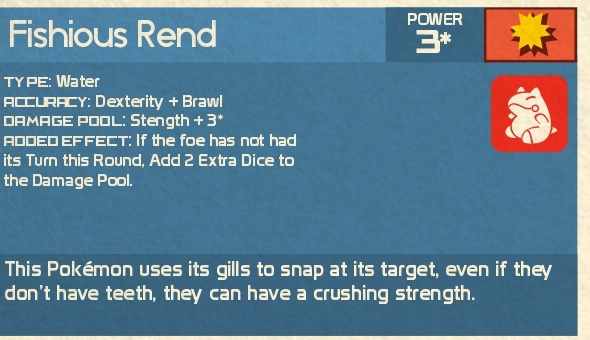 Fishious Rend
POWER
3*
TYPE: Water
ACCURACY: Dexterity + Brawl
DAMAGE POOL: Stength + 3*
ADDED EFFECT: If the foe has not had
its Turn this Round, Add 2 Extra Dice to
the Damage Pool.
This Pokémon uses its gills to snap at its target, even if they
don't have teeth, they can have a crushing strength.